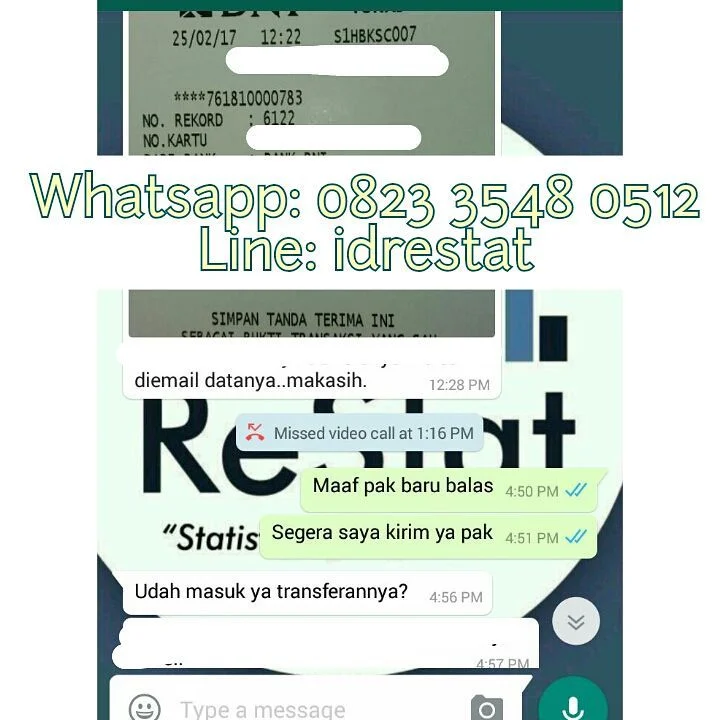 25/02/17 12:22 S1HBKSC007
****761810000783
NO. REKORD : 6122
NO.KARTU
Whatsapp: 0823 3548 0512
Line: idrestat
SIMPAN TANDA TERIMA INI
diemail datanya..makasih.
12:28 PM
Missed video call at 1:16 PM
ReStat
Maaf pak baru balas 4:50 PM
"Statis
Segera saya kirim ya pak 4:51 PM
Udah masuk ya transferannya? 4:56 PM
4:57 PM
Type a message